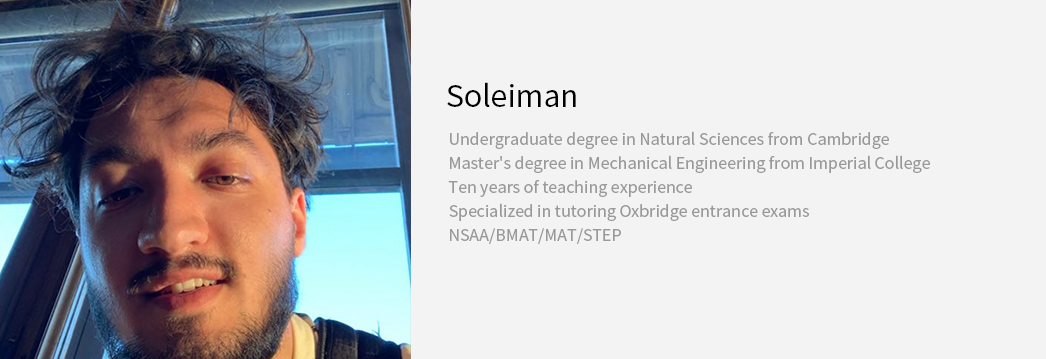 Soleiman
Undergraduate degree in Natural Sciences from Cambridge
Master's degree in Mechanical Engineering from Imperial College
Ten years of teaching experience
Specialized in tutoring Oxbridge entrance exams
NSAA/BMAT/MAT/STEP